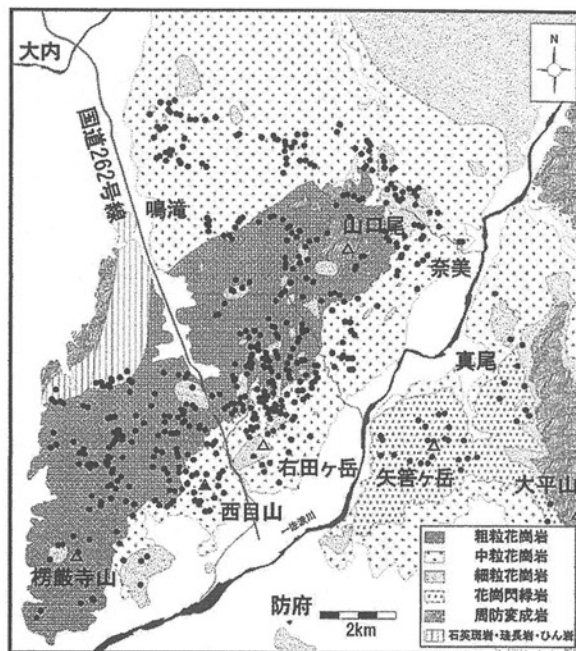 N
大内
国道262号線
鳴滝
山口尾
奈美
真尾
右田ヶ岳
矢筈ヶ岳
大平山
西目山
佐波川
楞厳寺山
防府
2km
粗粒花崗岩
中粒花崗岩
細粒花崗岩
花崗閃緑岩
周防変成岩
石英斑岩・珪長岩・ひん岩